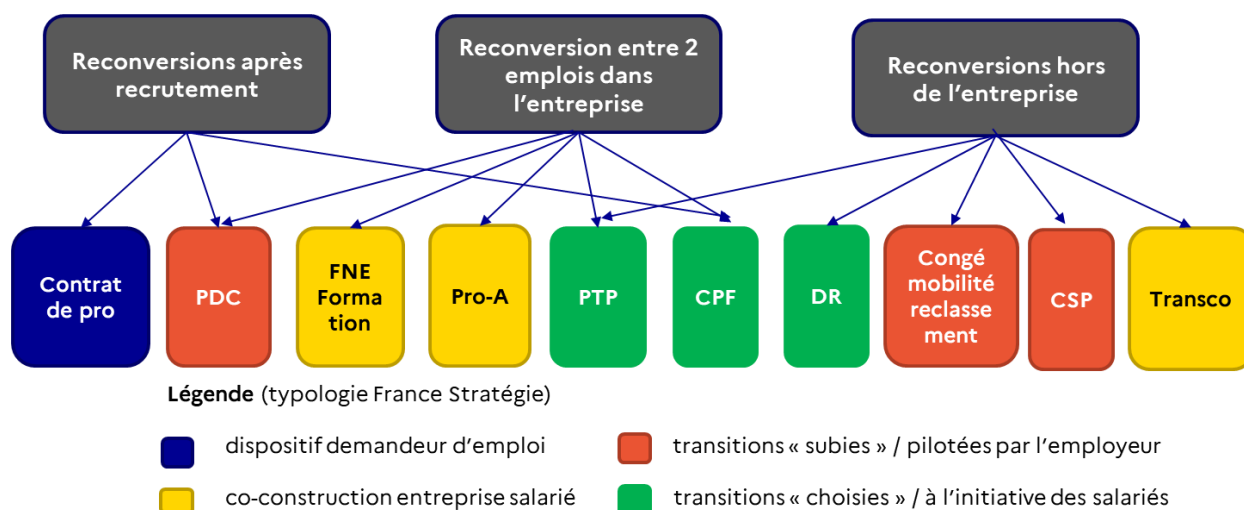 Reconversions après
recrutement
Reconversion entre 2
emplois dans
l'entreprise
Reconversions hors
de l'entreprise
Contrat
de pro
PDC
FNE
Forma
tion
Pro-A
PTP
CPF
DR
Congé
mobilité
reclasse
ment
CSP
Transco
Légende (typologie France Stratégie)
dispositif demandeur d'emploi
transitions « subies » / pilotées par l'employeur
co-construction entreprise salarié
transitions « choisies » / à l'initiative des salariés